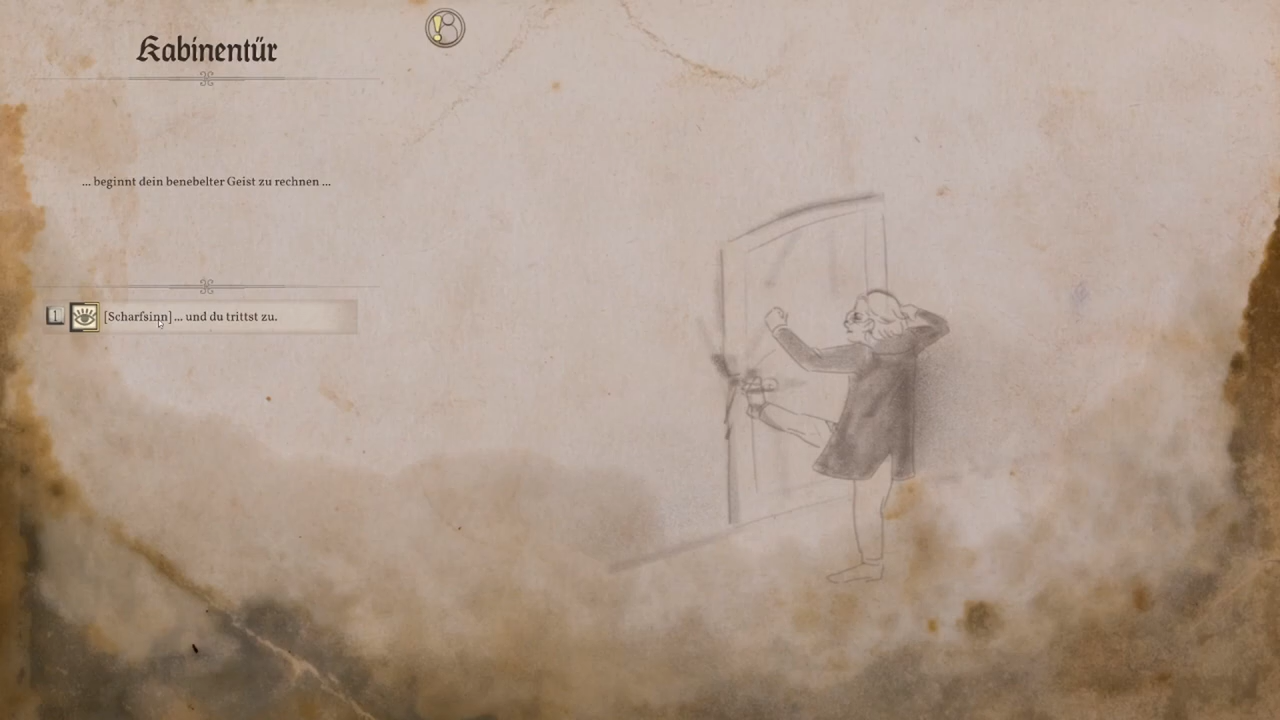 Kabinentür
... beginnt dein benebelter Geist zu rechnen ...
1 [Scharfsinn] ... und du trittst zu.